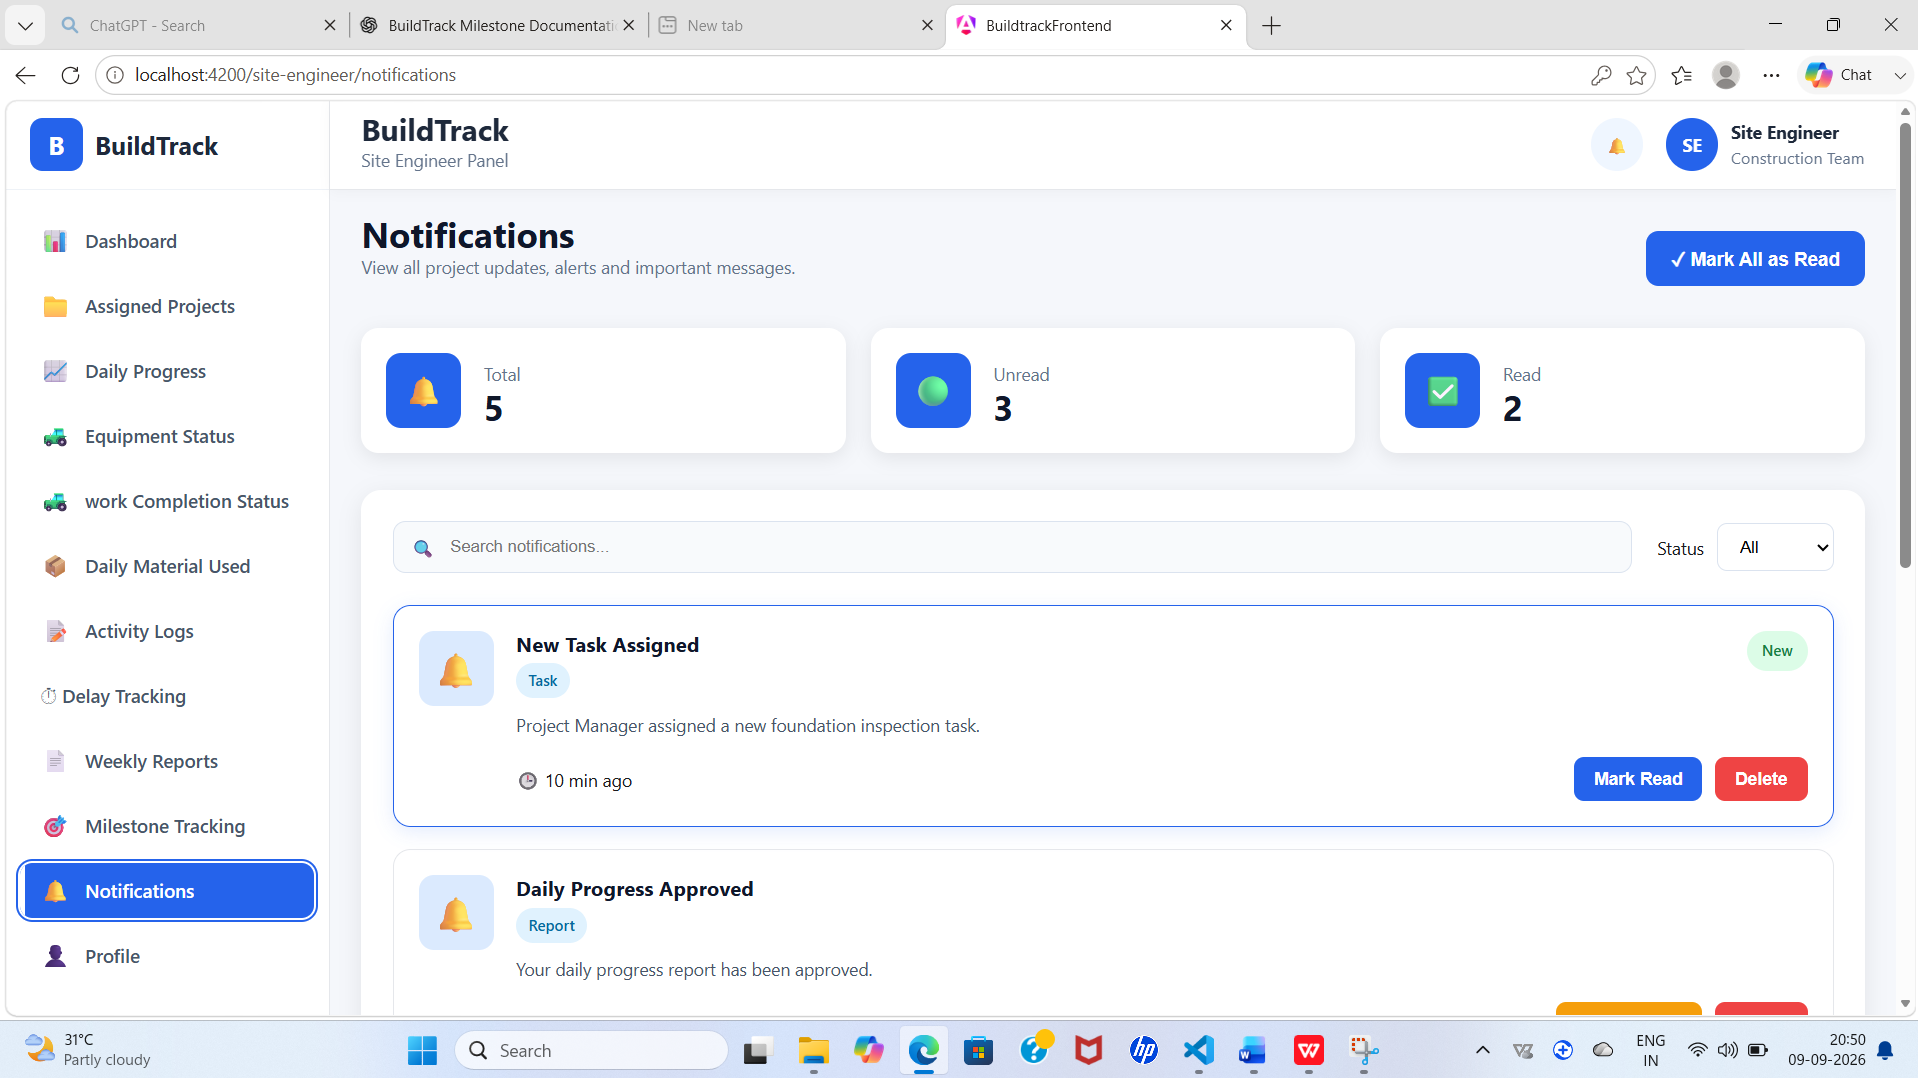 ChatGPT - Search
BuildTrack Milestone Documentati
New tab
BuildtrackFrontend
localhost:4200/site-engineer/notifications
Chat
B BuildTrack
BuildTrack
Site Engineer Panel
SE
Site Engineer
Construction Team
Dashboard
Assigned Projects
Daily Progress
Equipment Status
work Completion Status
Daily Material Used
Activity Logs
Delay Tracking
Weekly Reports
Milestone Tracking
Notifications
Profile
Notifications
View all project updates, alerts and important messages.
✓ Mark All as Read
Total
5
Unread
3
Read
2
Search notifications...
Status All
New Task Assigned
New
Task
Project Manager assigned a new foundation inspection task.
10 min ago
Mark Read Delete
Daily Progress Approved
Report
Your daily progress report has been approved.
31°C
Partly cloudy
Search
ENG
IN
20:50
09-09-2026